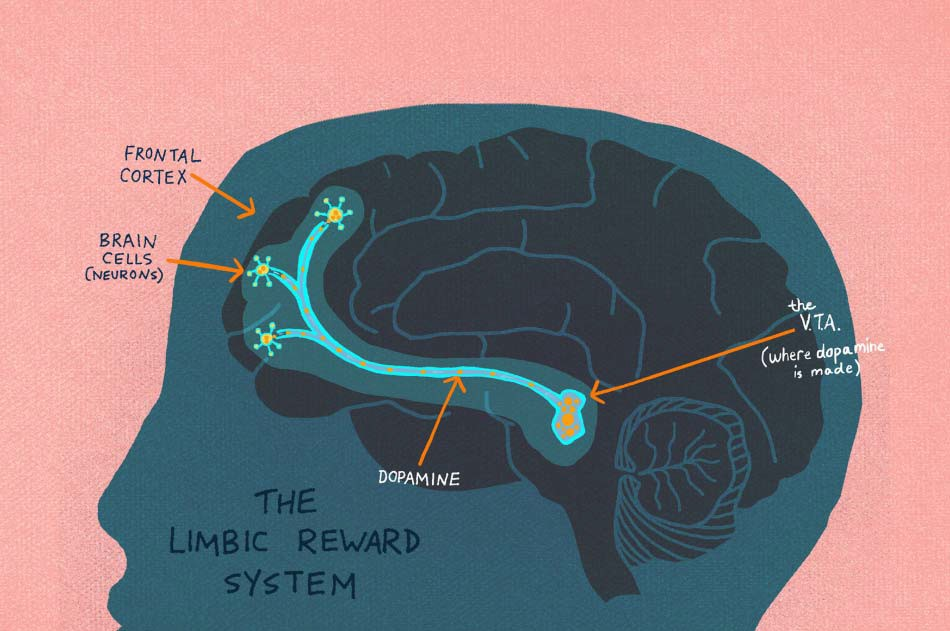 FRONTAL
CORTEX
BRAIN
CELLS
(NEURONS)
the
V.T.A.
(where dopamine
is made)
DOPAMINE
THE
LIMBIC REWARD
SYSTEM